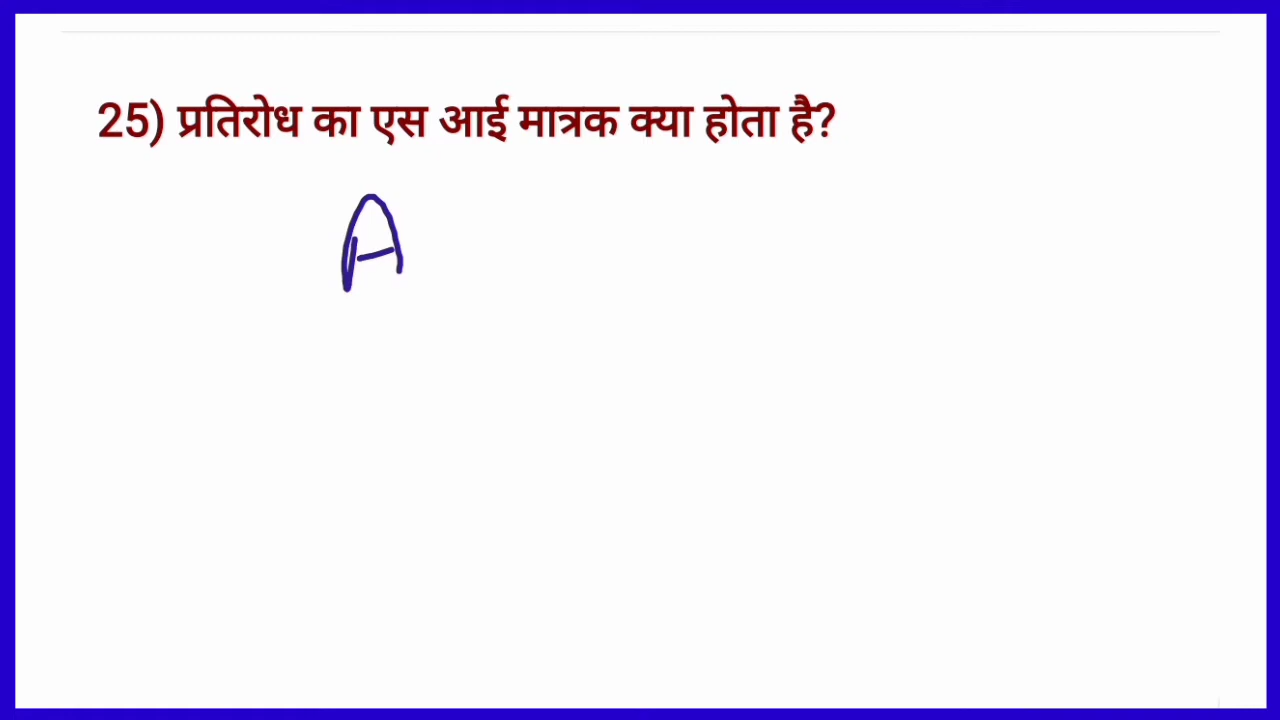 25) प्रतिरोध का एस आई मात्रक क्या होता है?
A